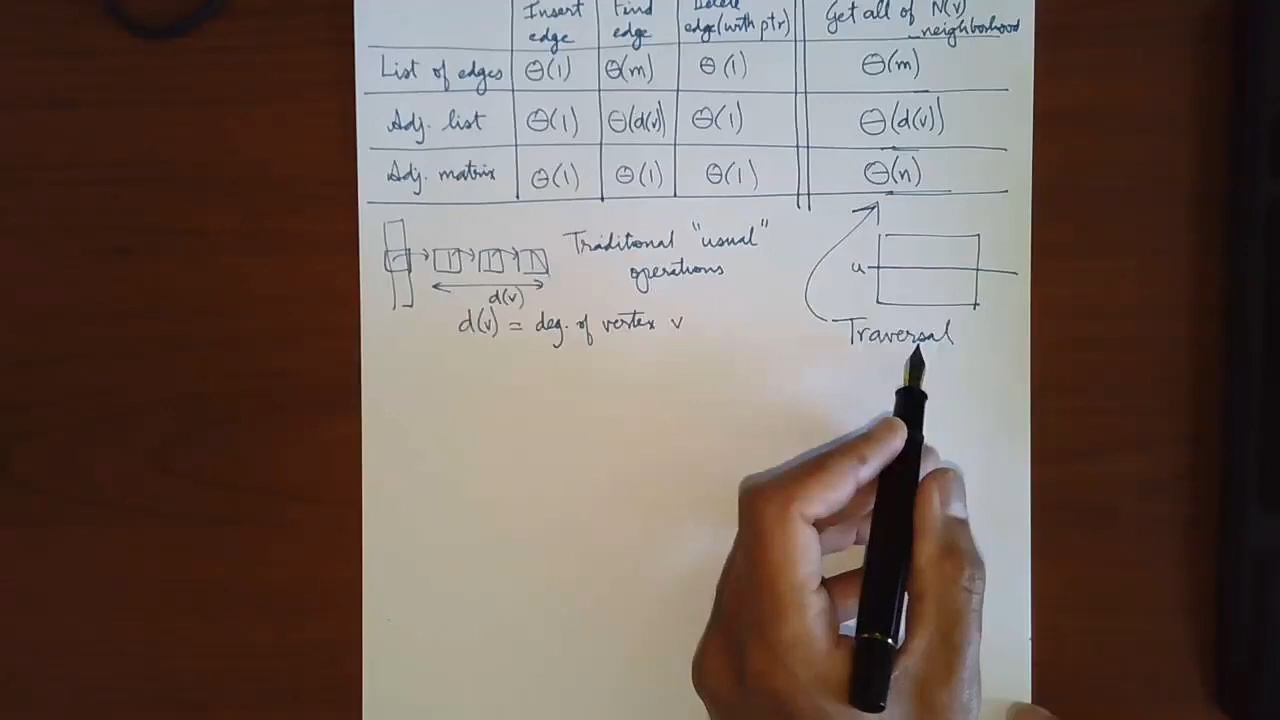 Insert Find Delete Get all of N(v)
edge edge edge(with ptr) neighborhood
List of edges Θ(1) Θ(m) Θ(1) Θ(m)
Adj. list Θ(1) Θ(d(v)) Θ(1) Θ(d(v))
Adj. matrix Θ(1) Θ(1) Θ(1) Θ(n)
Traditional "usual"
operations
d(v)
d(v) = deg. of vertex v
u
Traversal